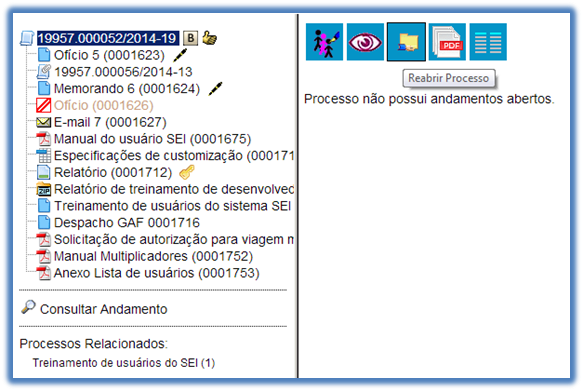 19957.000052/2014-19 B
Ofício 5 (0001623)
19957.000056/2014-13
Memorando 6 (0001624)
Ofício (0001626)
E-mail 7 (0001627)
Manual do usuário SEI (0001675)
Especificações de customização (000171
Relatório (0001712)
ZIP Relatório de treinamento de desenvolvec
Treinamento de usuários do sistema SEI
Despacho GAF 0001716
Solicitação de autorização para viagem n
Manual Multiplicadores (0001752)
Anexo Lista de usuários (0001753)
Consultar Andamento
Processos Relacionados:
Treinamento de usuários do SEI (1)
PDF
Reabrir Processo
Processo não possui andamentos abertos.